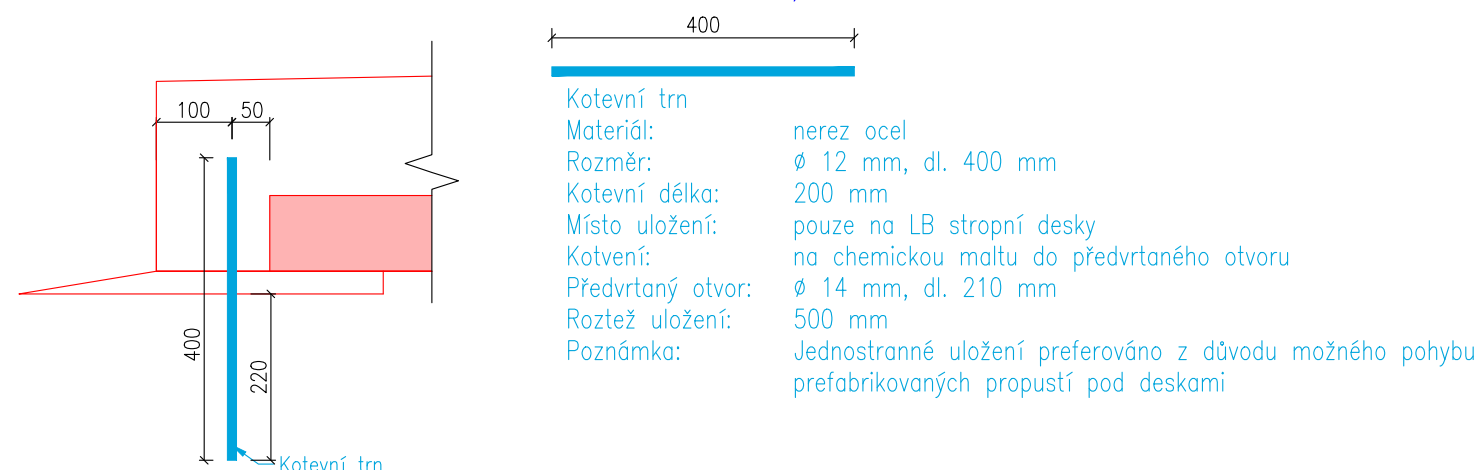 400
100 50
Kotevní trn
Materiál: nerez ocel
Rozměr: ϕ 12 mm, dl. 400 mm
Kotevní délka: 200 mm
Místo uložení: pouze na LB stropní desky
Kotvení: na chemickou maltu do předvrtaného otvoru
Předvrtaný otvor: ϕ 14 mm, dl. 210 mm
Roztež uložení: 500 mm
Poznámka: Jednostranné uložení preferováno z důvodu možného pohybu
prefabrikovaných propustí pod deskami
400
220
Kotevní trn